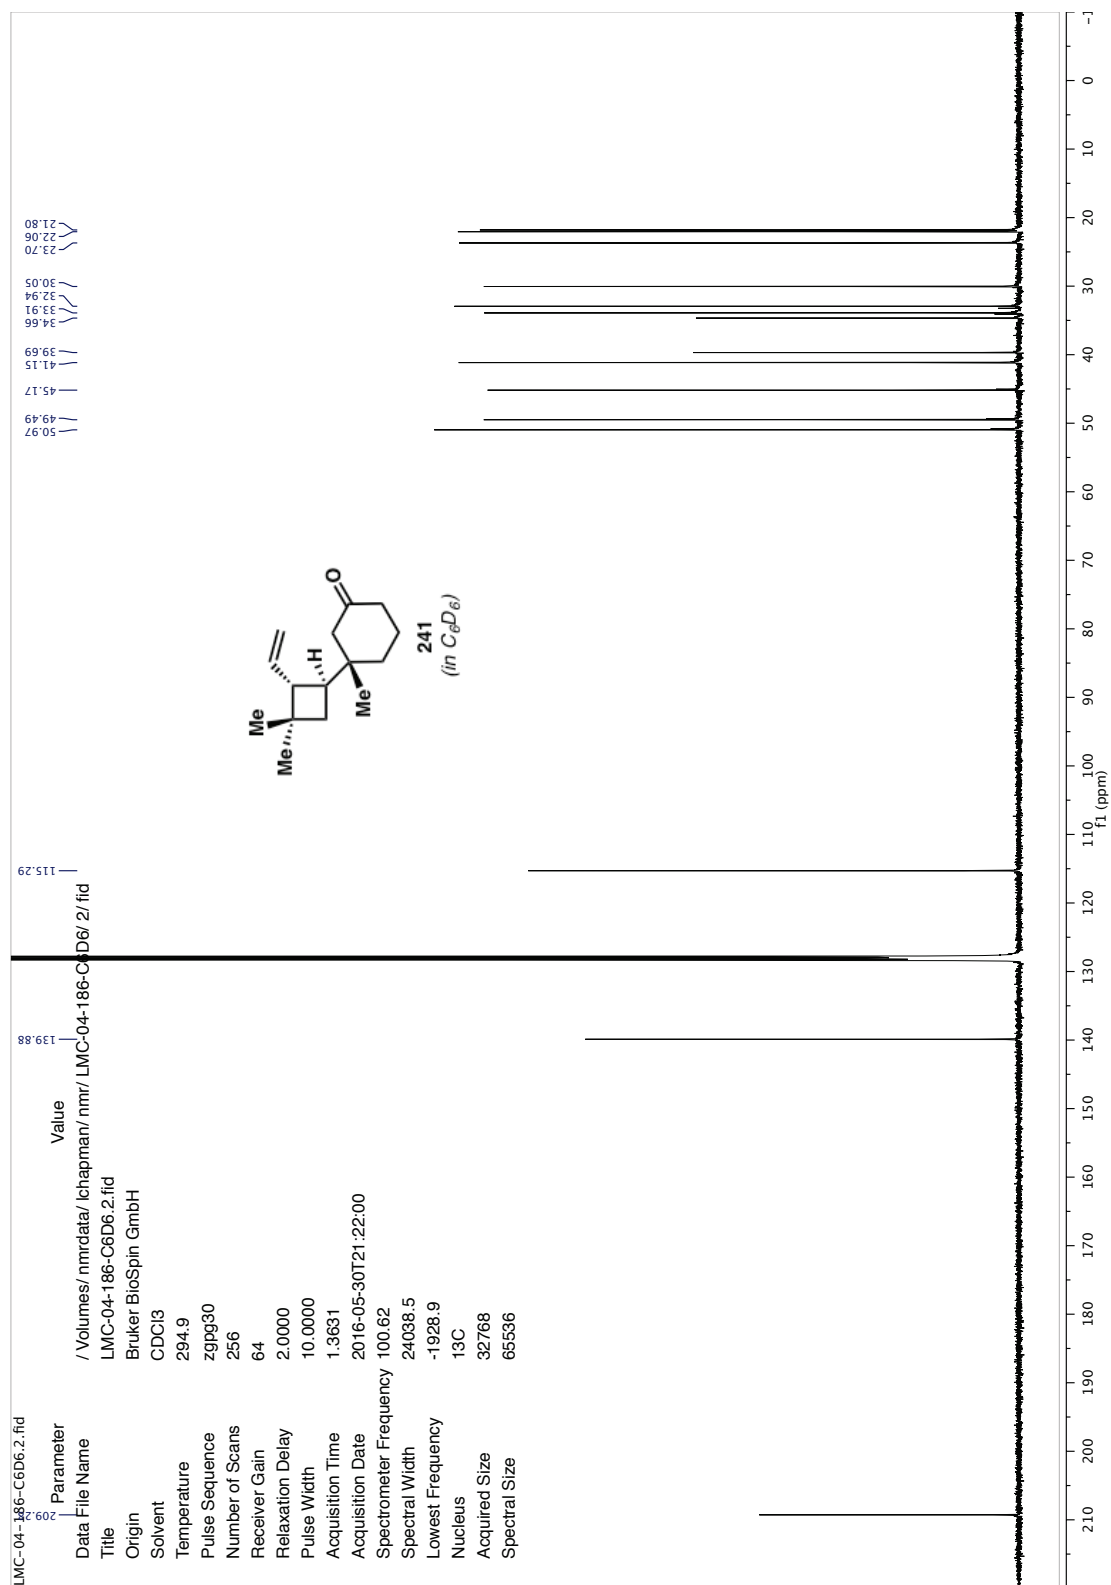 LMC-04-186-C6D6.2.fid
Parameter Value
Data File Name / Volumes/ nmrdata/ lchapman/ nmr/ LMC-04-186-C6D6/ 2/ fid
Title LMC-04-186-C6D6.2.fid
Origin Bruker BioSpin GmbH
Solvent CDCl3
Temperature 294.9
Pulse Sequence zgpg30
Number of Scans 256
Receiver Gain 64
Relaxation Delay 2.0000
Pulse Width 10.0000
Acquisition Time 1.3631
Acquisition Date 2016-05-30T21:22:00
Spectrometer Frequency 100.62
Spectral Width 24038.5
Lowest Frequency -1928.9
Nucleus 13C
Acquired Size 32768
Spectral Size 65536
139.88
115.29
50.97
49.49
45.17
41.15
39.69
34.66
33.91
32.94
30.05
23.70
22.06
21.80
Me
Me
H
Me
O
241
(in C6D6)
210 200 190 180 170 160 150 140 130 120 110 100 90 80 70 60 50 40 30 20 10 0
f1 (ppm)